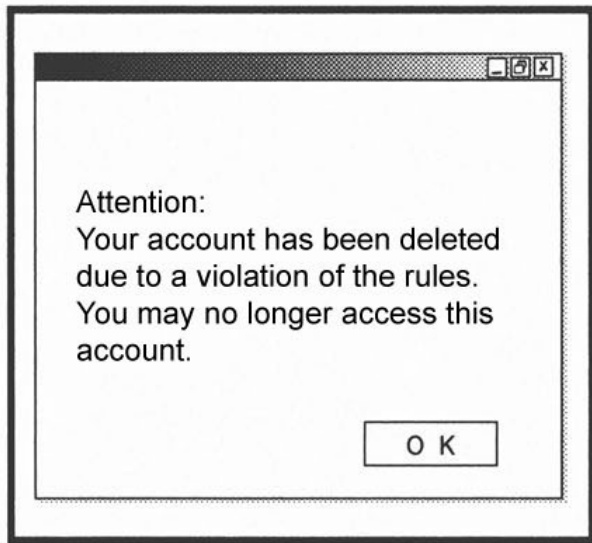 Attention:
Your account has been deleted
due to a violation of the rules.
You may no longer access this
account.
OK